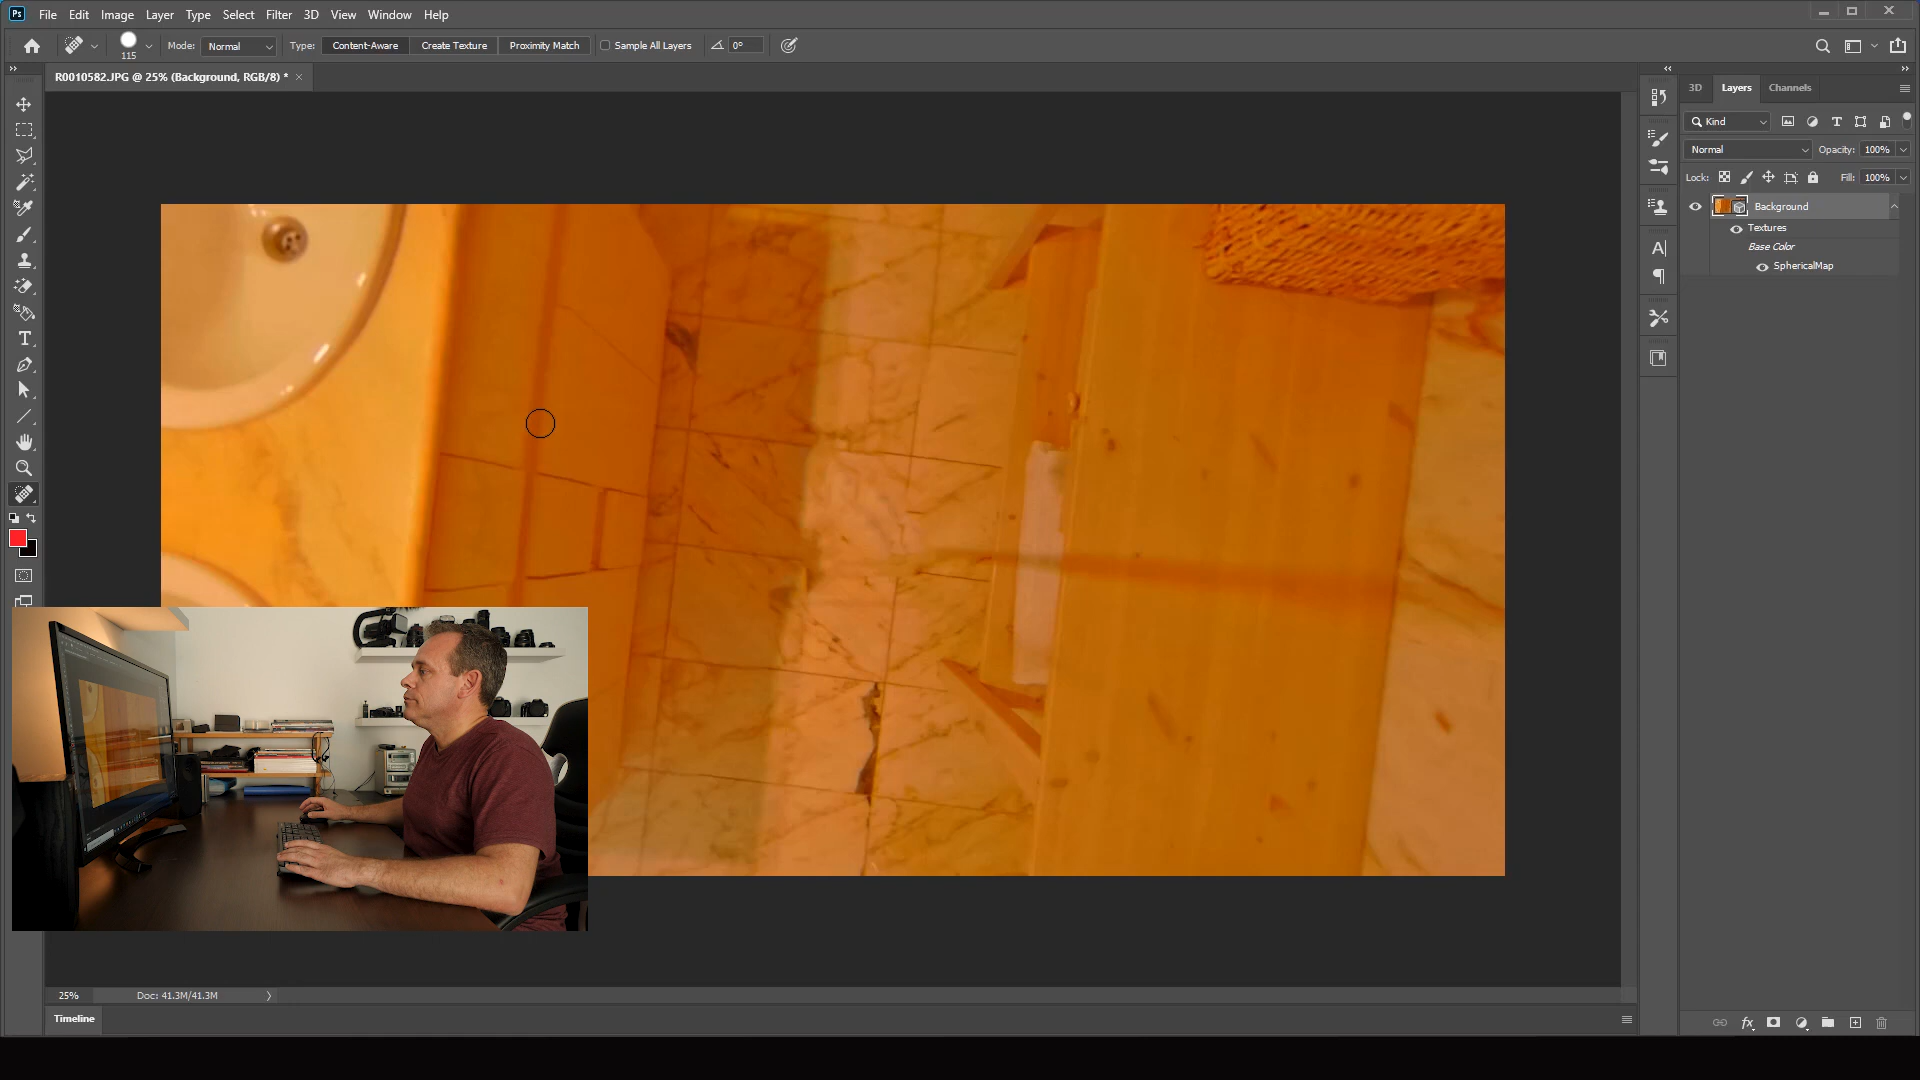 Ps File Edit Image Layer Type Select Filter 3D View Window Help
115 Mode: Normal Type: Content-Aware Create Texture Proximity Match Sample All Layers 0°
R0010582.JPG @ 25% (Background, RGB/8) * ×
3D Layers Channels
Kind
Normal Opacity: 100%
Lock: Fill: 100%
Background
Textures
Base Color
SphericalMap
25% Doc: 41.3M/41.3M
Timeline